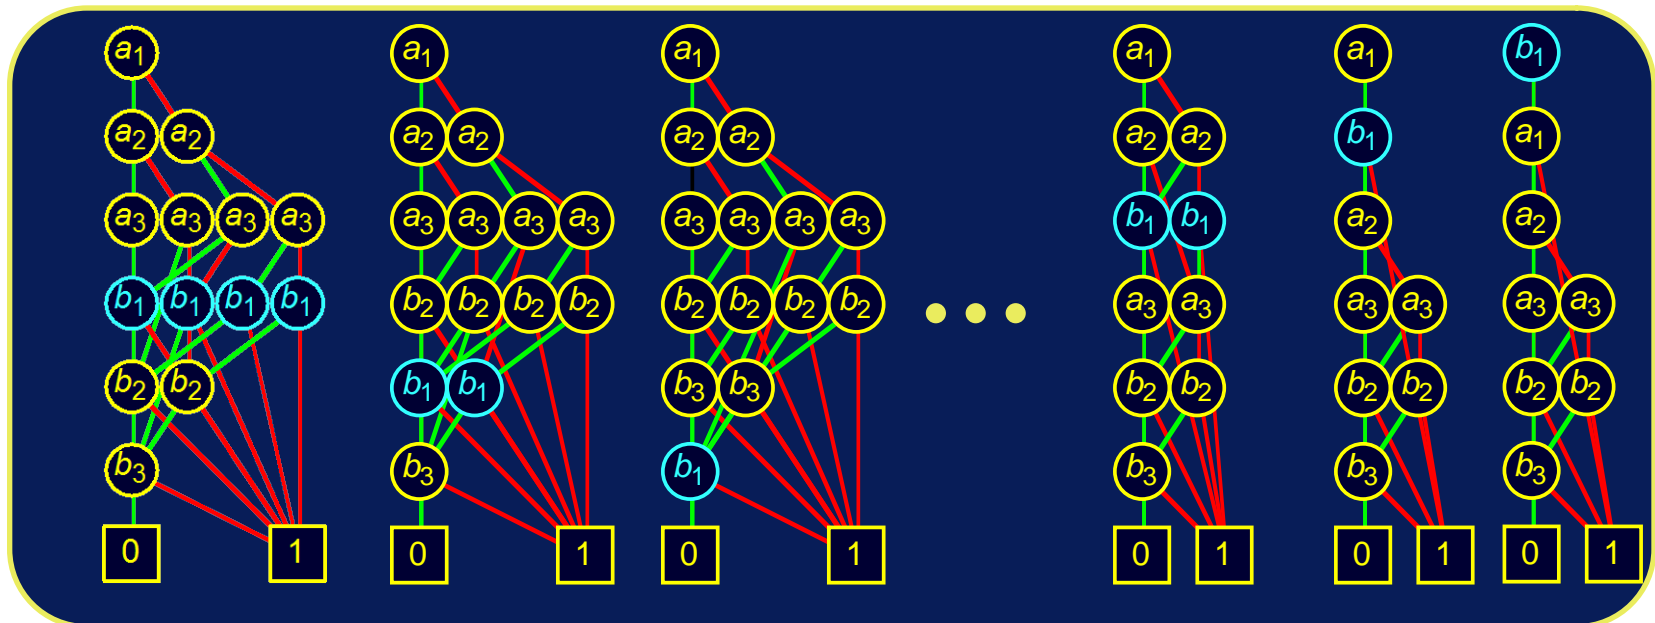 a1 a1 a1 a1 a1 b1
a2 a2 a2 a2 a2 a2 a2 a2 b1 a1
a3 a3 a3 a3 a3 a3 a3 a3 a3 a3 a3 a3 b1 b1 a2 a2
b1 b1 b1 b1 b2 b2 b2 b2 b2 b2 b2 b2 a3 a3 a3 a3 a3 a3
b2 b2 b1 b1 b3 b3 b2 b2 b2 b2 b2 b2
b3 b3 b1 b3 b3 b3
0 1 0 1 0 1 0 1 0 1 0 1